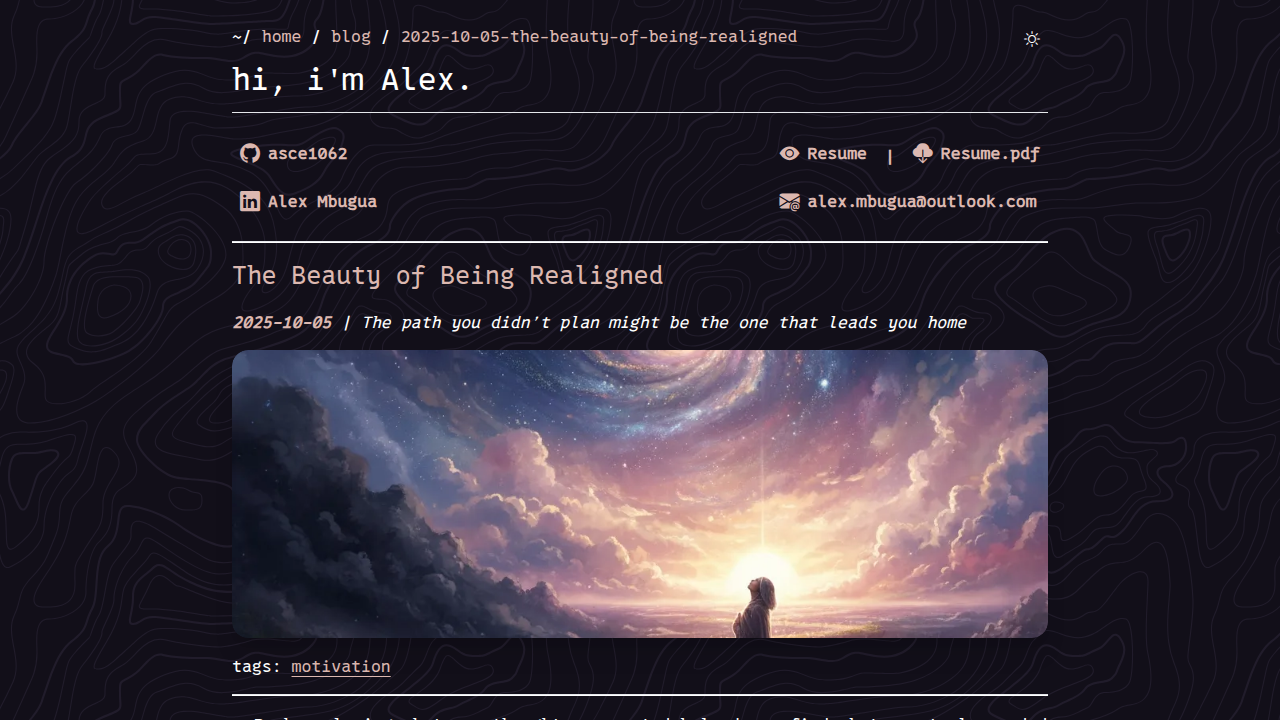 ~/ home / blog / 2025-10-05-the-beauty-of-being-realigned
hi, i'm Alex.
asce1062
Resume | Resume.pdf
Alex Mbugua
alex.mbugua@outlook.com
The Beauty of Being Realigned
2025-10-05 | The path you didn't plan might be the one that leads you home
tags: motivation